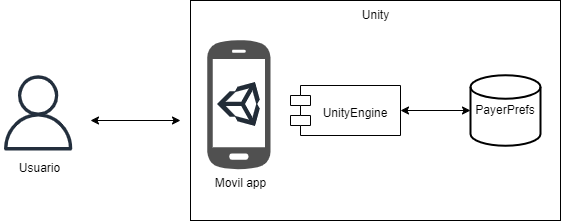 Unity
UnityEngine
PayerPrefs
Usuario
Movil app